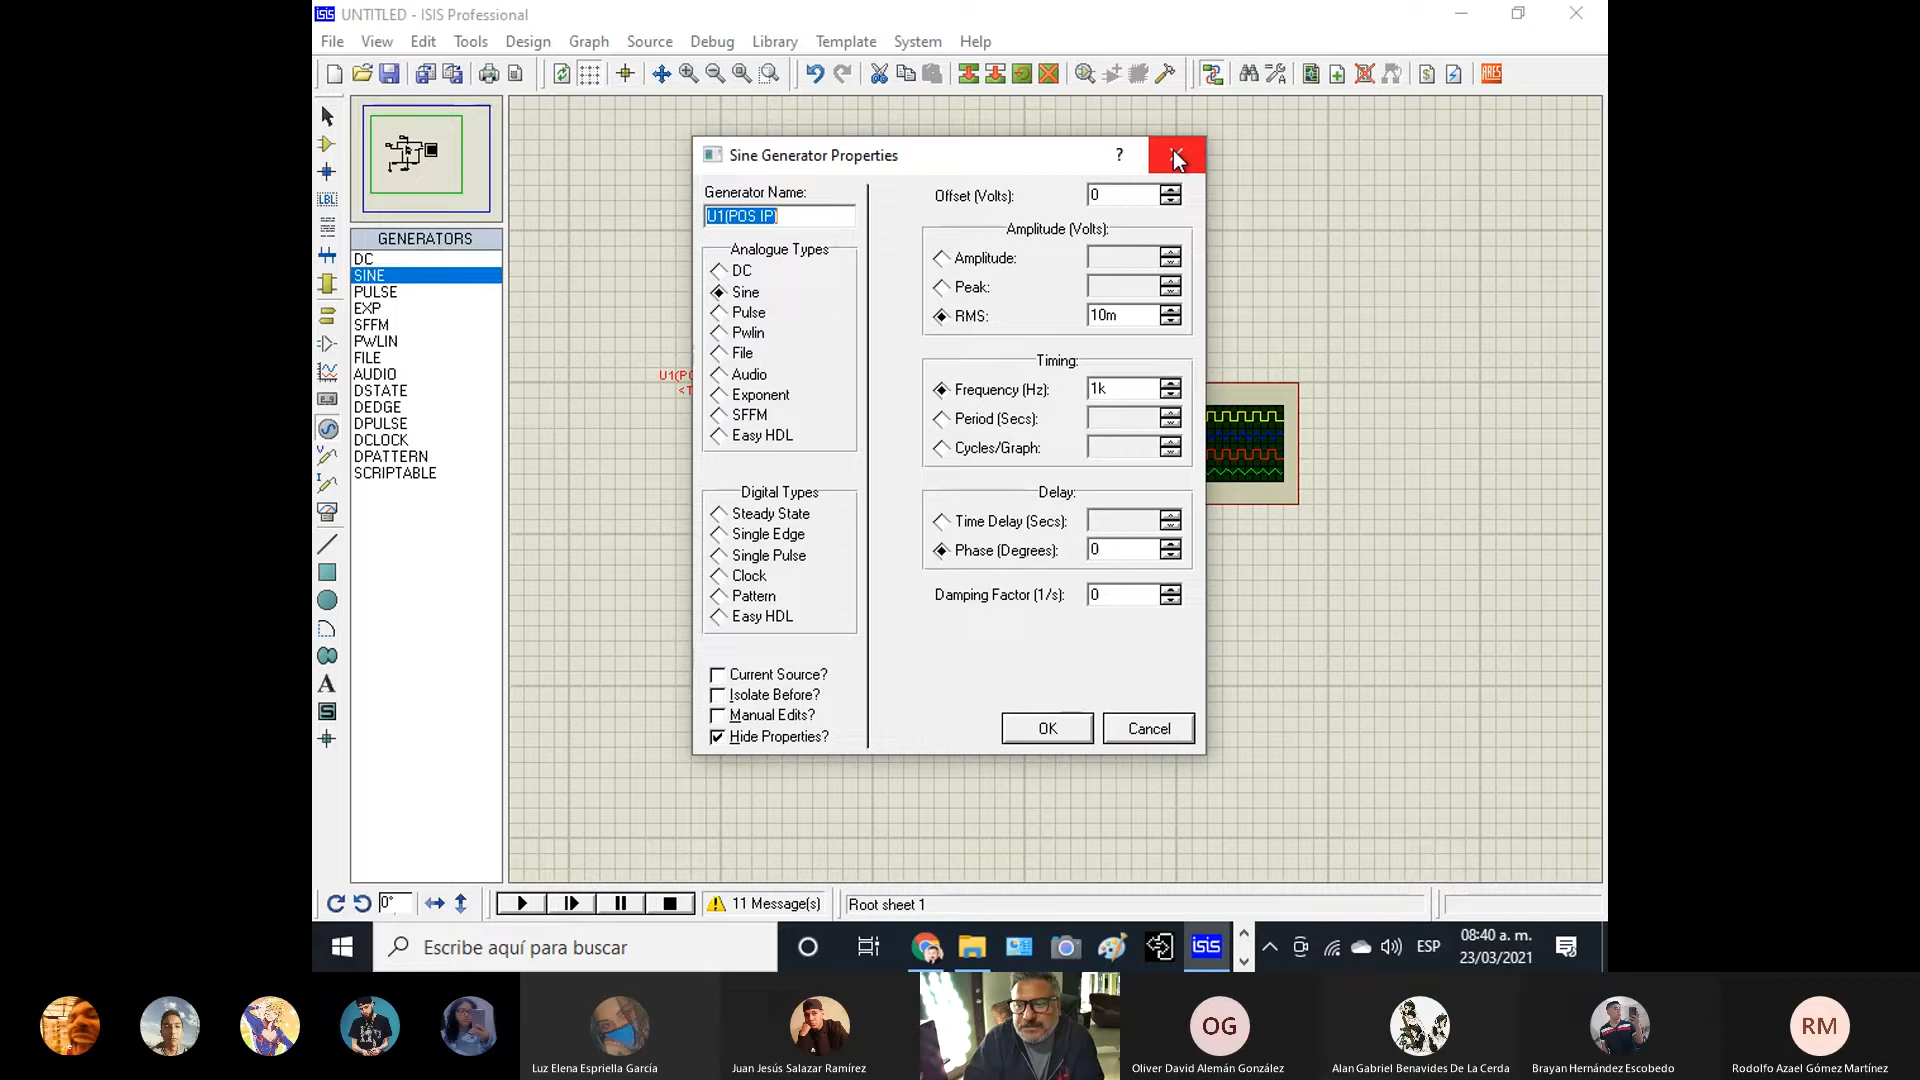 UNTITLED - ISIS Professional
File View Edit Tools Design Graph Source Debug Library Template System Help
LBL
ARES
GENERATORS
DC
SINE
PULSE
EXP
SFFM
PWLIN
FILE
AUDIO
DSTATE
DEDGE
DPULSE
DCLOCK
DPATTERN
SCRIPTABLE
U1(PO
<T
Sine Generator Properties
Generator Name:
U1(POS IP)
Analogue Types
DC
Sine
Pulse
Pwlin
File
Audio
Exponent
SFFM
Easy HDL
Digital Types
Steady State
Single Edge
Single Pulse
Clock
Pattern
Easy HDL
Current Source?
Isolate Before?
Manual Edits?
Hide Properties?
Offset (Volts): 0
Amplitude (Volts):
Amplitude:
Peak:
RMS: 10m
Timing:
Frequency (Hz): 1k
Period (Secs):
Cycles/Graph:
Delay:
Time Delay (Secs):
Phase (Degrees): 0
Damping Factor (1/s): 0
OK Cancel
0°
11 Message(s)
Root sheet 1
Escribe aquí para buscar
isis
ESP
08:40 a. m.
23/03/2021
OG
RM
Luz Elena Espriella García
Juan Jesús Salazar Ramírez
Oliver David Alemán González
Alan Gabriel Benavides De La Cerda
Brayan Hernández Escobedo
Rodolfo Azael Gómez Martínez